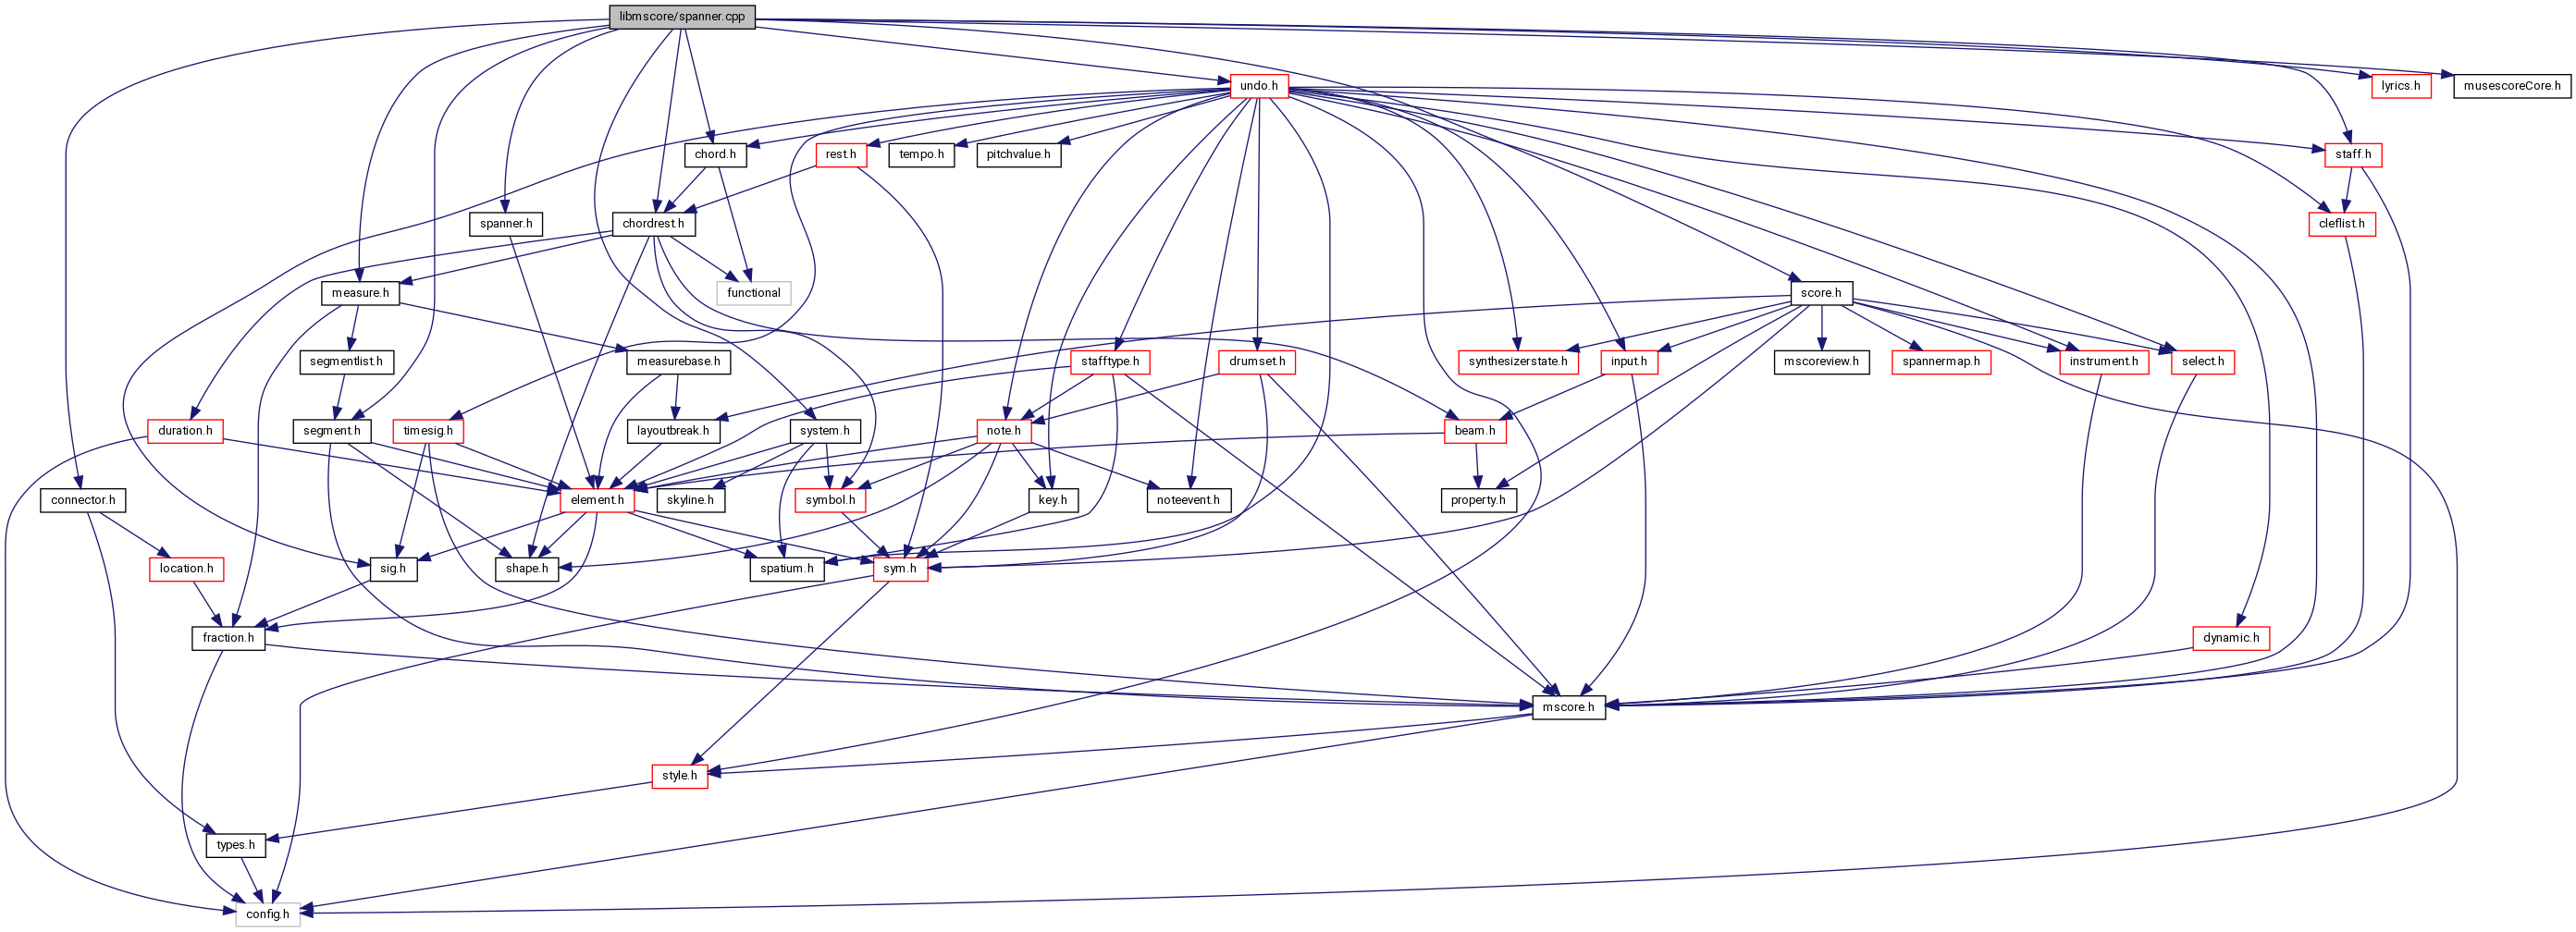 libmscore/spanner.cpp
undo.h
lyrics.h
musescoreCore.h
chord.h
rest.h
tempo.h
pitchvalue.h
staff.h
spanner.h
chordrest.h
cleflist.h
measure.h
functional
score.h
segmentlist.h
measurebase.h
stafftype.h
drumset.h
synthesizerstate.h
input.h
mscoreview.h
spannermap.h
instrument.h
select.h
duration.h
segment.h
timesig.h
layoutbreak.h
system.h
note.h
beam.h
connector.h
element.h
skyline.h
symbol.h
key.h
noteevent.h
property.h
location.h
sig.h
shape.h
spatium.h
sym.h
fraction.h
dynamic.h
mscore.h
style.h
types.h
config.h